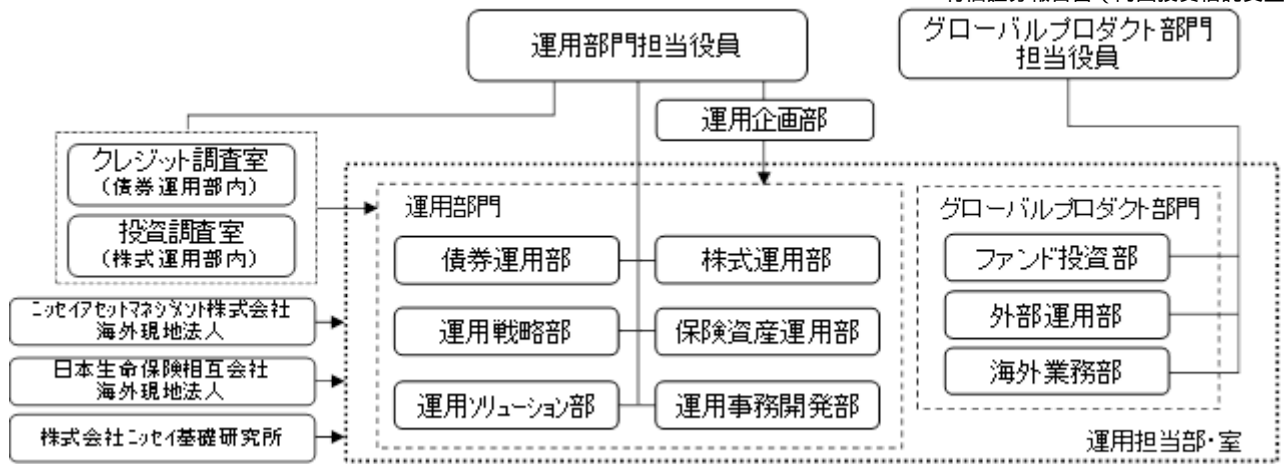 運用部門担当役員
グローバルプロダクト部門
担当役員
運用企画部
クレジット調査室
(債券運用部内)
投資調査室
(株式運用部内)
運用部門
債券運用部
株式運用部
運用戦略部
保険資産運用部
運用ソリューション部
運用事務開発部
グローバルプロダクト部門
ファンド投資部
外部運用部
海外業務部
ニッセイアセットマネジメント株式会社
海外現地法人
日本生命保険相互会社
海外現地法人
株式会社ニッセイ基礎研究所
運用担当部・室